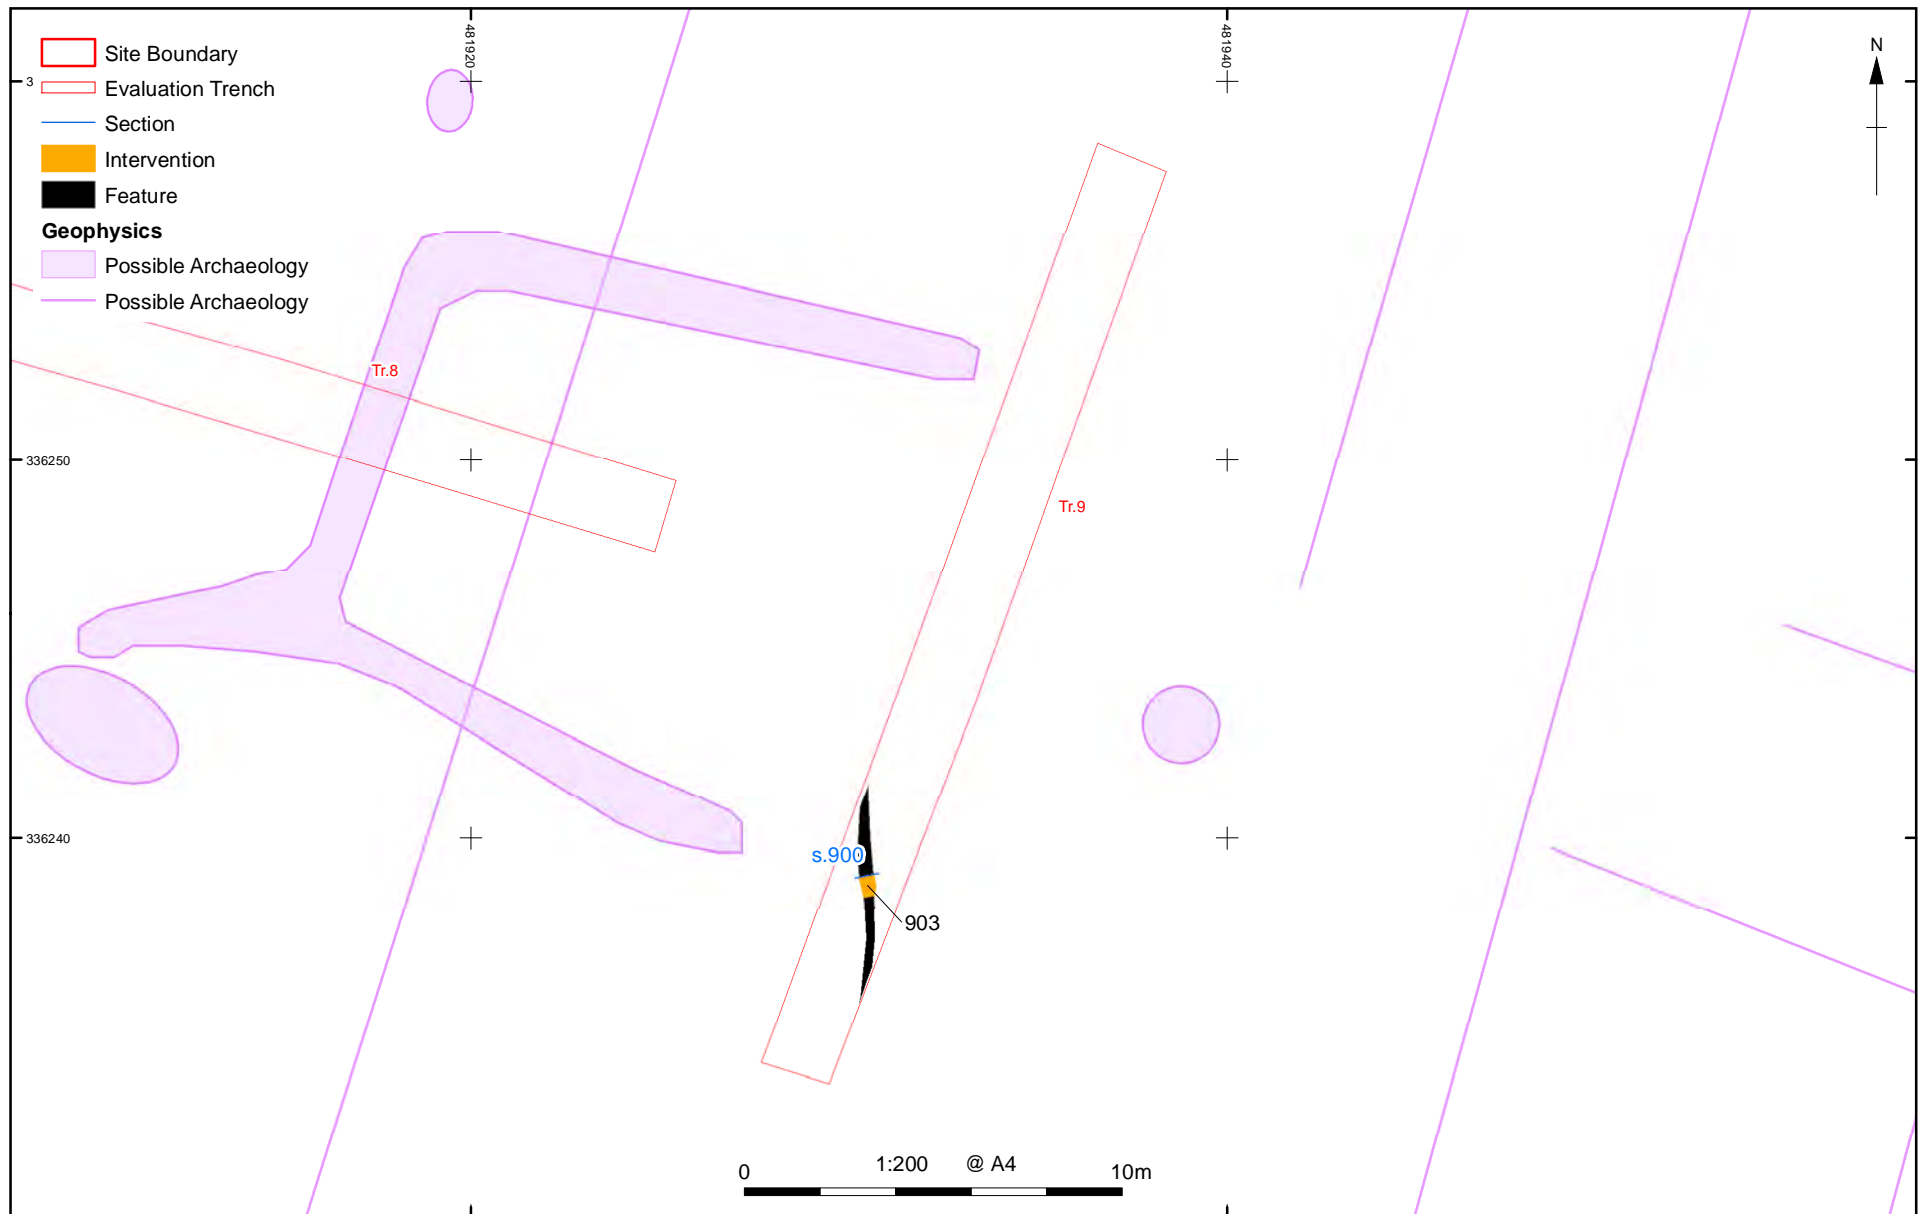 481920
481940
N
3
Site Boundary
Evaluation Trench
Section
Intervention
Feature
Geophysics
Possible Archaeology
Possible Archaeology
Tr.8
336250
Tr.9
336240
s.900
903
0 1:200 @ A4 10m